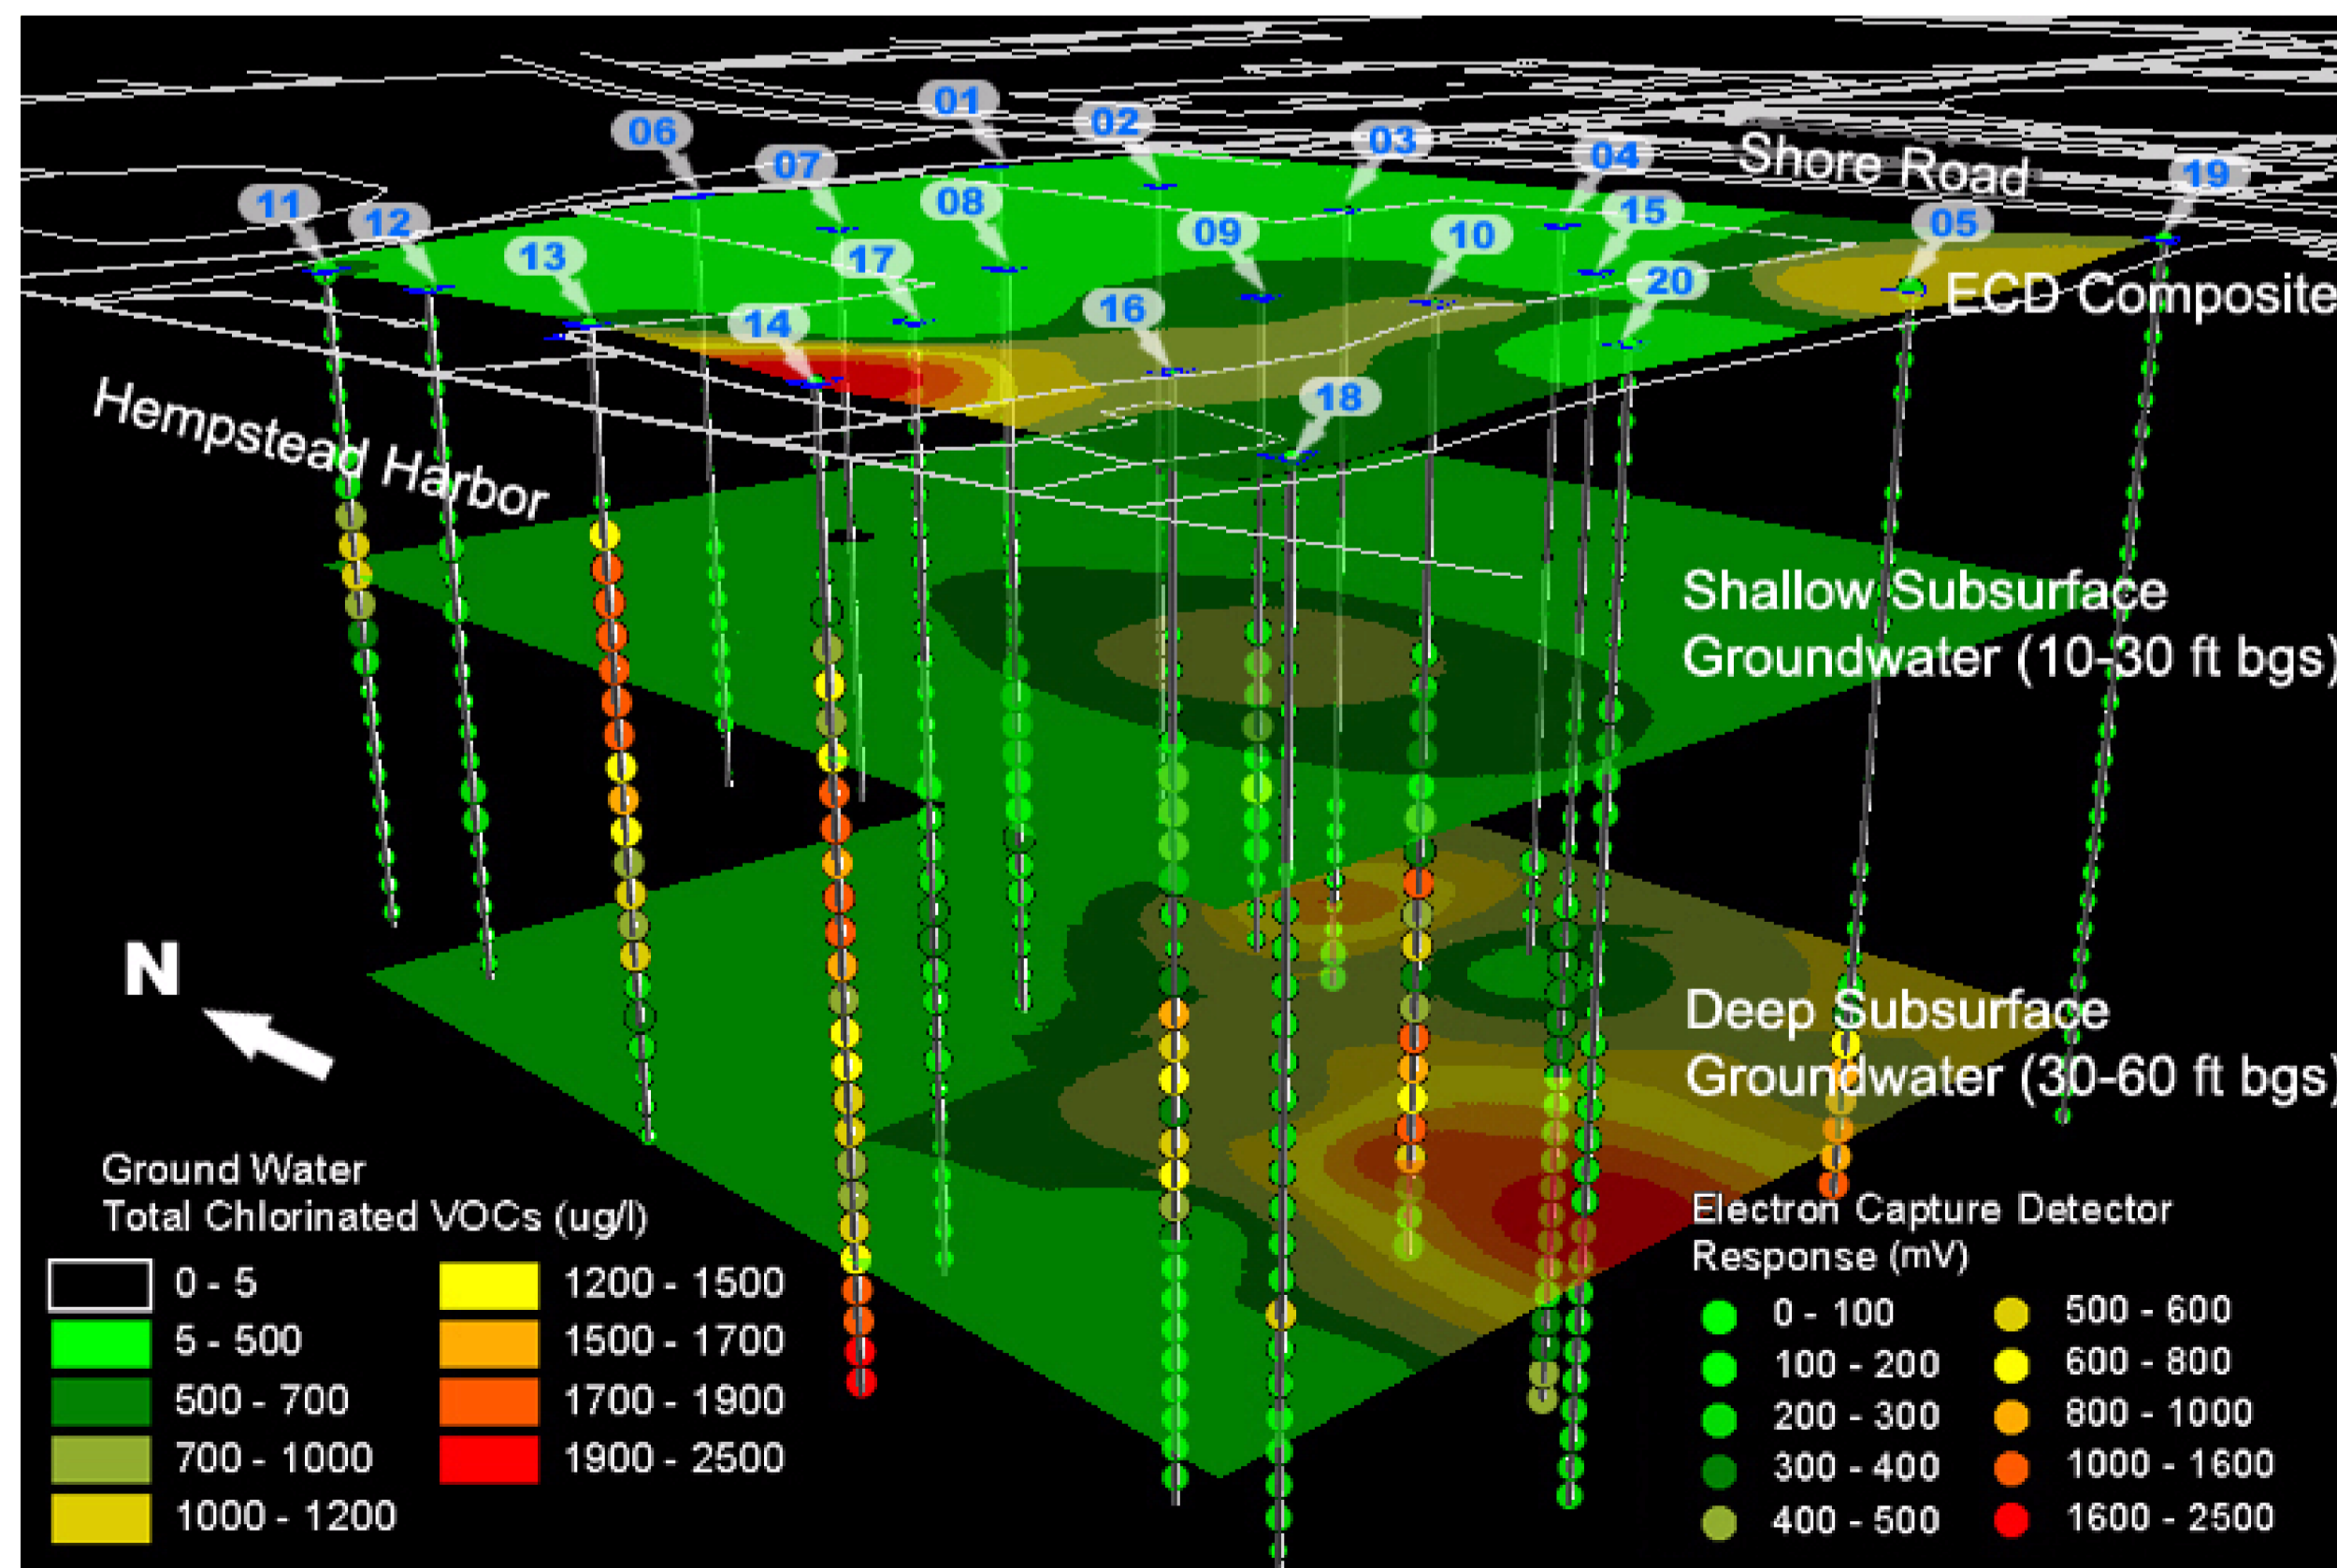 01
02
03
04
06
07
08
11
12
13
17
09
10
15
05
19
20
14
16
18
Shore Road
ECD Composite
Hempstead Harbor
Shallow Subsurface
Groundwater (10-30 ft bgs)
Deep Subsurface
Groundwater (30-60 ft bgs)
N
Ground Water
Total Chlorinated VOCs (ug/l)
0 - 5
5 - 500
500 - 700
700 - 1000
1000 - 1200
1200 - 1500
1500 - 1700
1700 - 1900
1900 - 2500
Electron Capture Detector
Response (mV)
0 - 100
100 - 200
200 - 300
300 - 400
400 - 500
500 - 600
600 - 800
800 - 1000
1000 - 1600
1600 - 2500